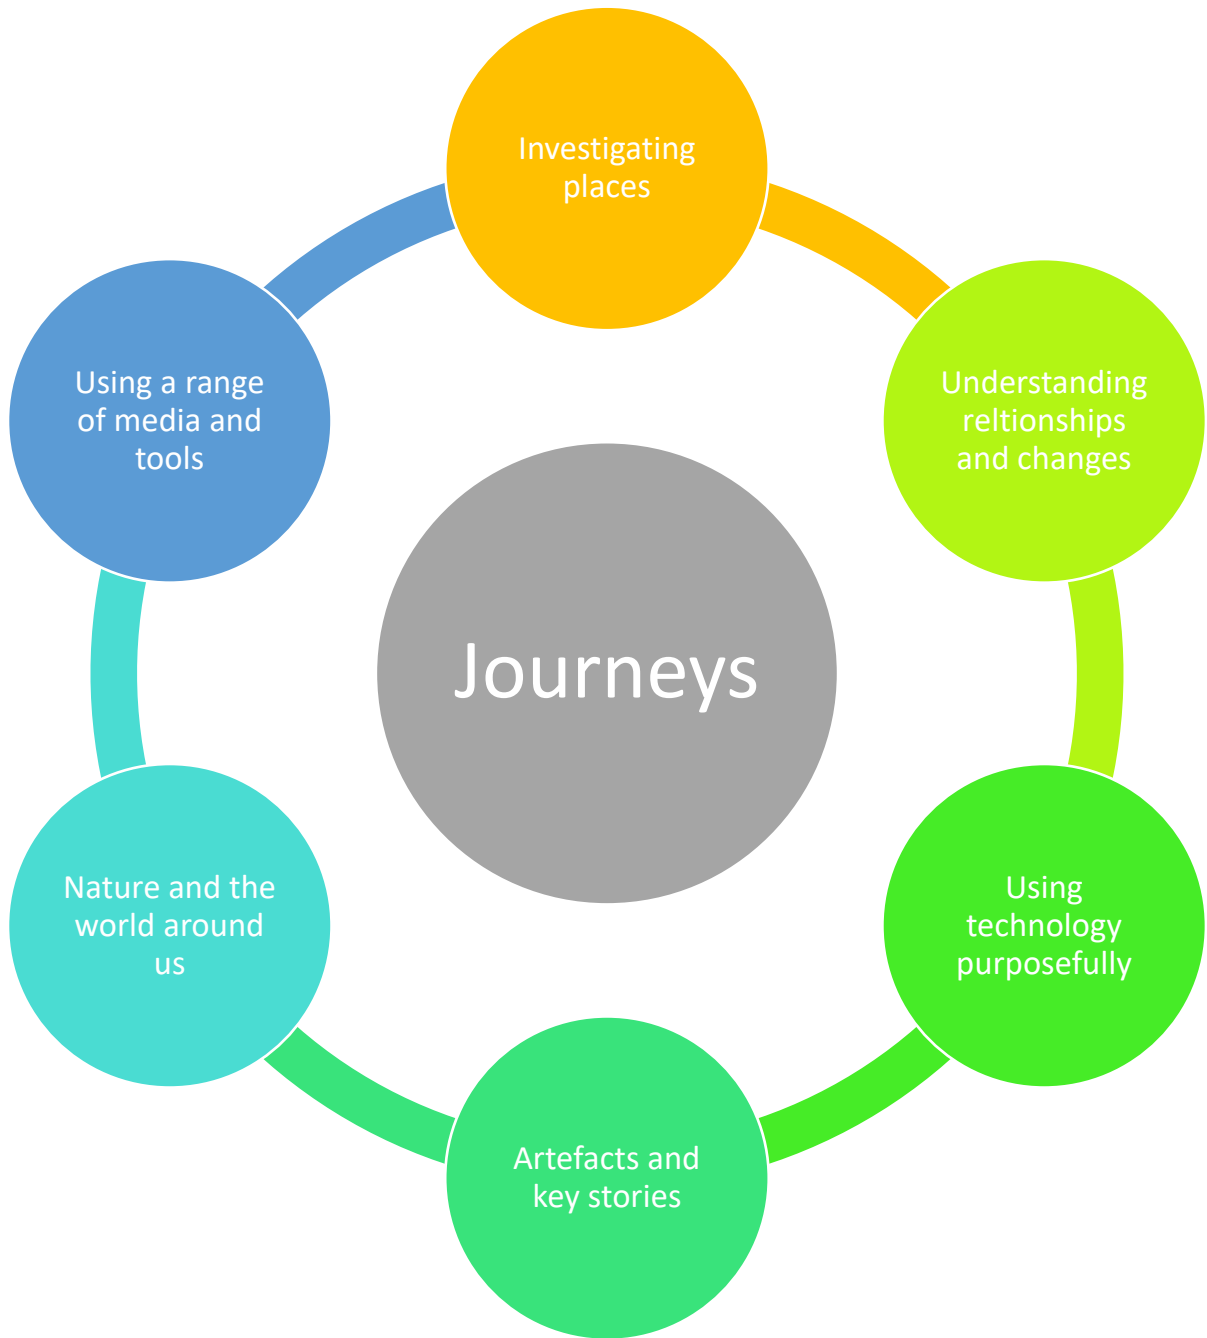 Investigating
places
Using a range
of media and
tools
Understanding
reltionships
and changes
Journeys
Nature and the
world around
us
Using
technology
purposefully
Artefacts and
key stories